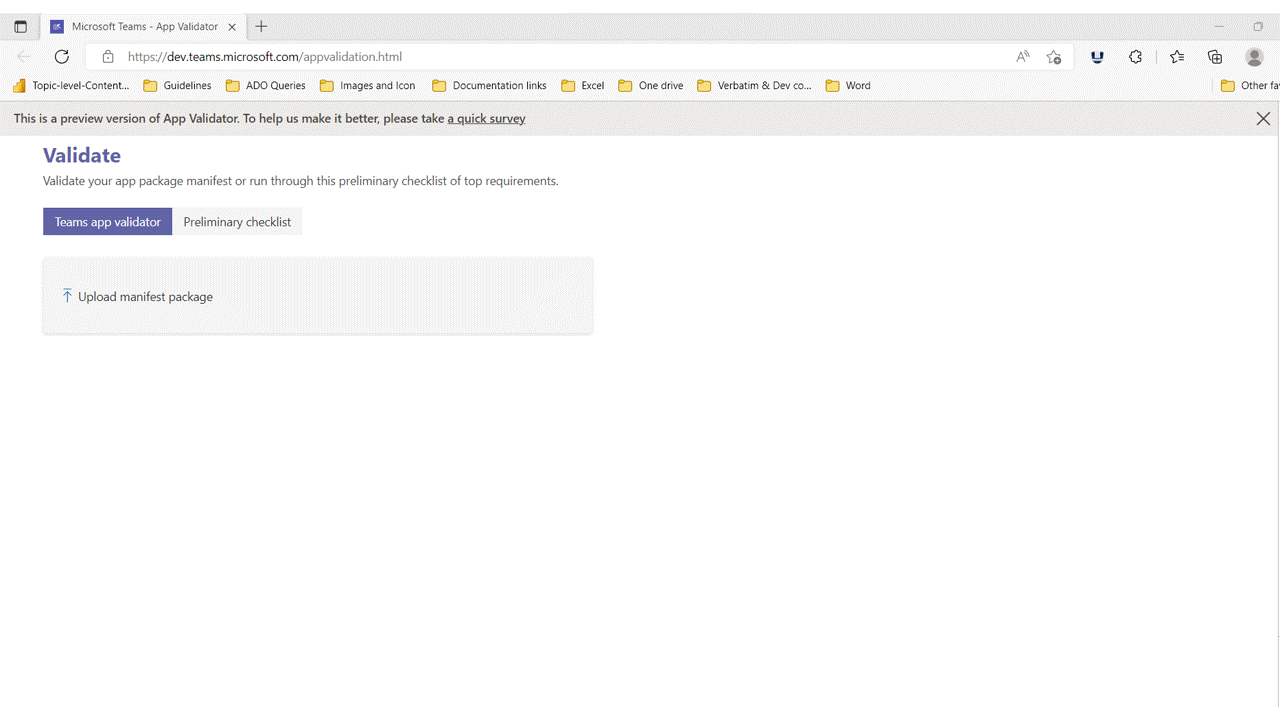 Microsoft Teams - App Validator
https://dev.teams.microsoft.com/appvalidation.html
Topic-level-Content... Guidelines ADO Queries Images and Icon Documentation links Excel One drive Verbatim & Dev co... Word Other fa
This is a preview version of App Validator. To help us make it better, please take a quick survey
Validate
Validate your app package manifest or run through this preliminary checklist of top requirements.
Teams app validator Preliminary checklist
Upload manifest package